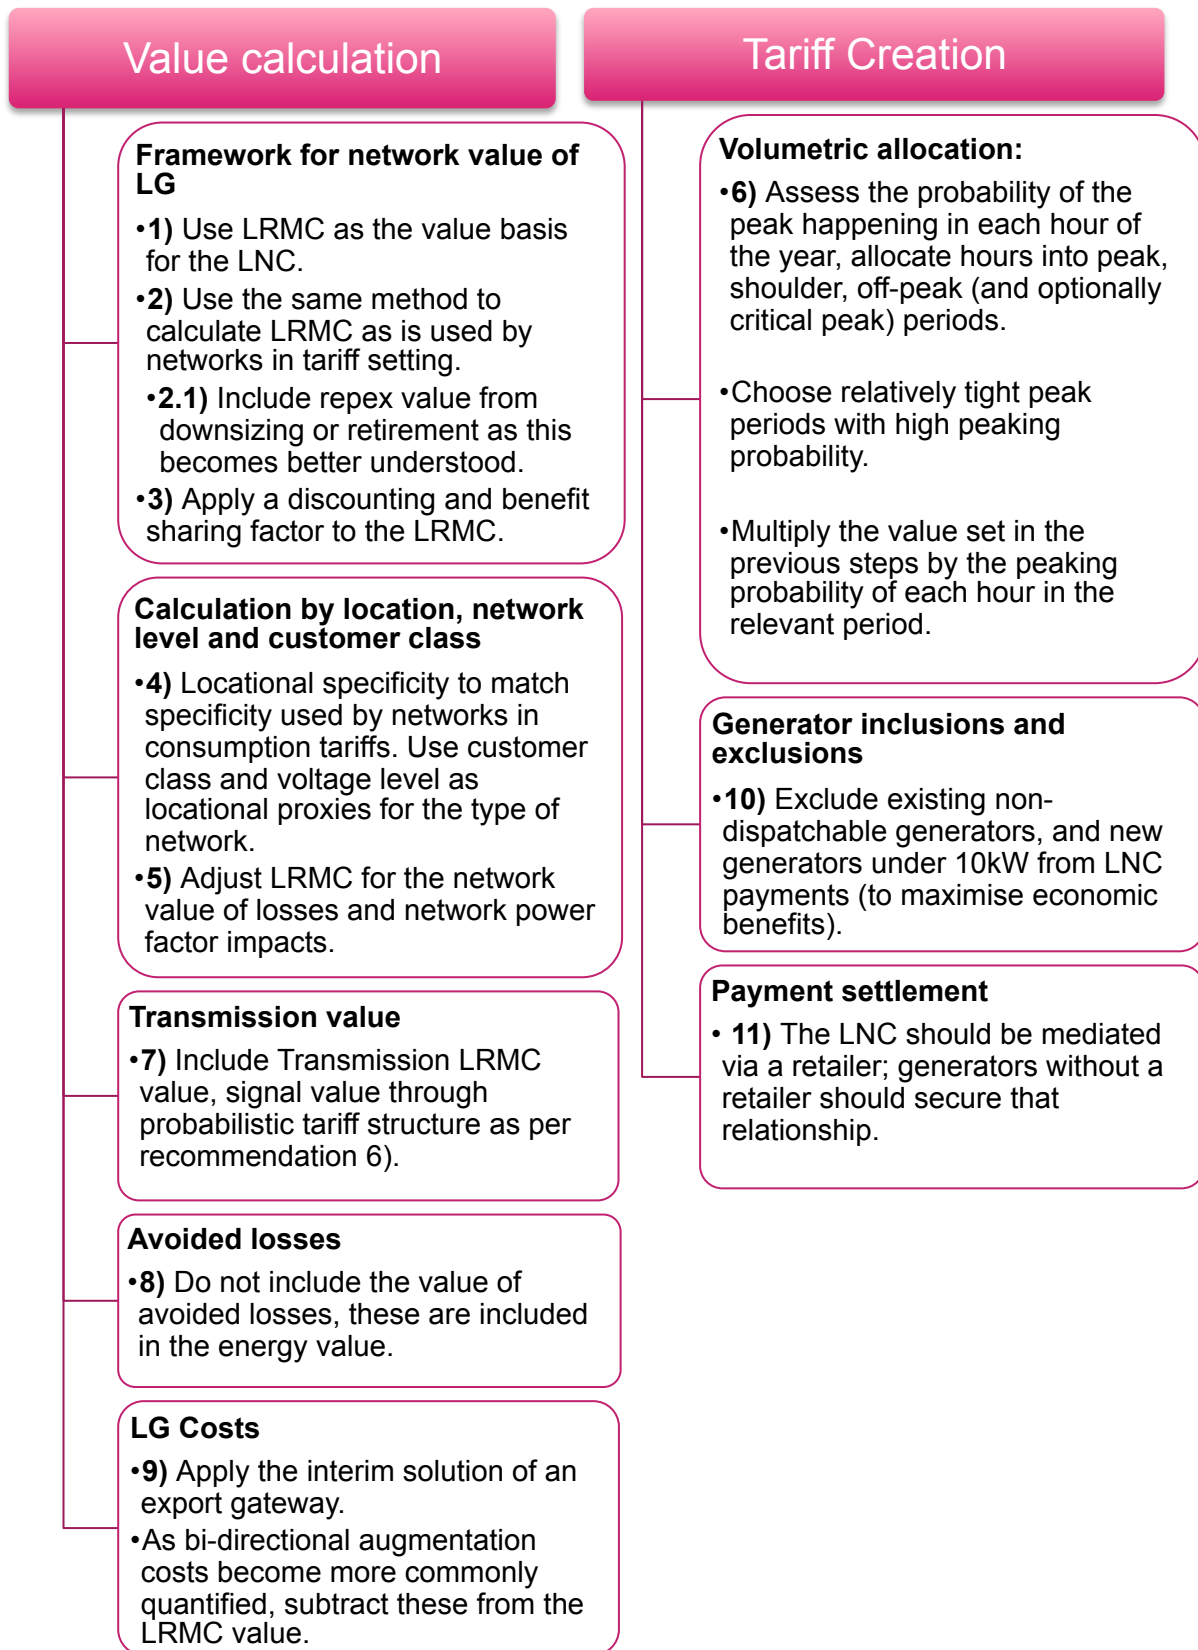 Value calculation
Framework for network value of
LG
•1) Use LRMC as the value basis
for the LNC.
•2) Use the same method to
calculate LRMC as is used by
networks in tariff setting.
•2.1) Include repex value from
downsizing or retirement as this
becomes better understood.
•3) Apply a discounting and benefit
sharing factor to the LRMC.
Calculation by location, network
level and customer class
•4) Locational specificity to match
specificity used by networks in
consumption tariffs. Use customer
class and voltage level as
locational proxies for the type of
network.
•5) Adjust LRMC for the network
value of losses and network power
factor impacts.
Transmission value
•7) Include Transmission LRMC
value, signal value through
probabilistic tariff structure as per
recommendation 6).
Avoided losses
•8) Do not include the value of
avoided losses, these are included
in the energy value.
LG Costs
•9) Apply the interim solution of an
export gateway.
•As bi-directional augmentation
costs become more commonly
quantified, subtract these from the
LRMC value.
Tariff Creation
Volumetric allocation:
•6) Assess the probability of the
peak happening in each hour of
the year, allocate hours into peak,
shoulder, off-peak (and optionally
critical peak) periods.
•Choose relatively tight peak
periods with high peaking
probability.
•Multiply the value set in the
previous steps by the peaking
probability of each hour in the
relevant period.
Generator inclusions and
exclusions
•10) Exclude existing non-
dispatchable generators, and new
generators under 10kW from LNC
payments (to maximise economic
benefits).
Payment settlement
• 11) The LNC should be mediated
via a retailer; generators without a
retailer should secure that
relationship.